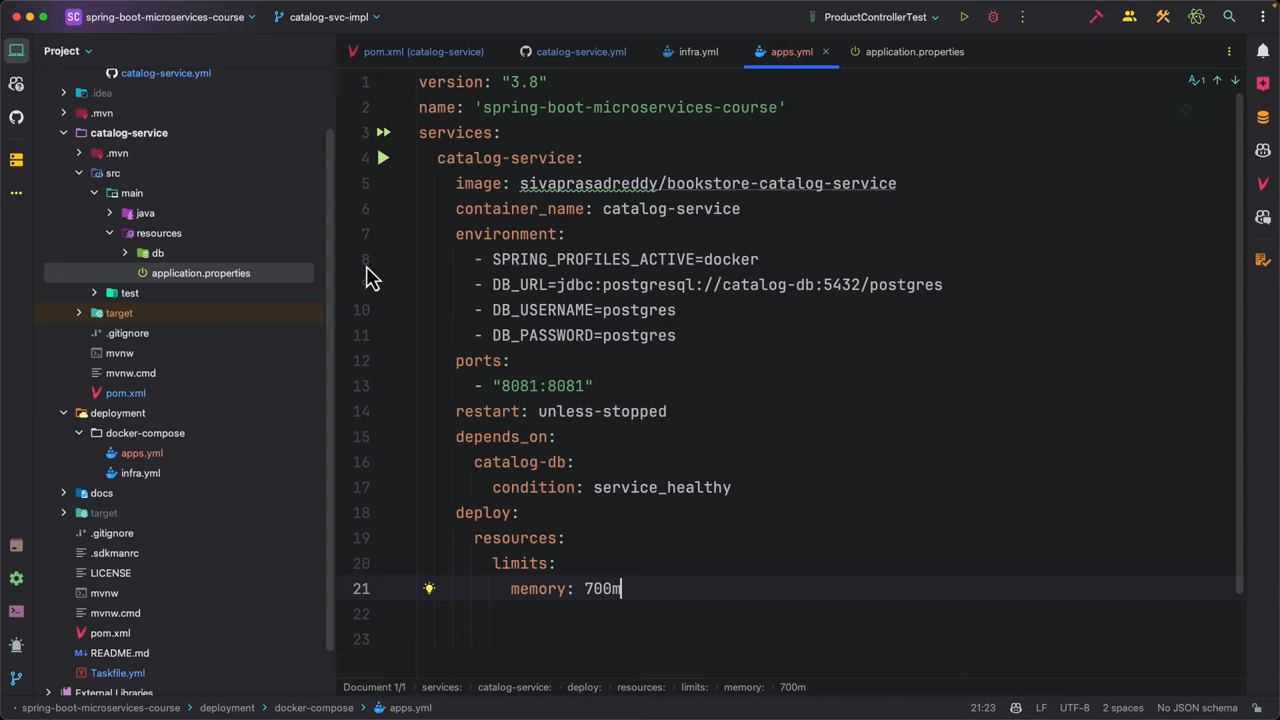 SC spring-boot-microservices-course catalog-svc-impl ProductControllerTest
Project
pom.xml (catalog-service) catalog-service.yml infra.yml apps.yml application.properties
catalog-service.yml
.idea
.mvn
catalog-service
.mvn
src
main
java
resources
db
application.properties
test
target
.gitignore
mvnw
mvnw.cmd
pom.xml
deployment
docker-compose
apps.yml
infra.yml
docs
target
.gitignore
.sdkmanrc
LICENSE
mvnw
mvnw.cmd
pom.xml
README.md
Taskfile.yml
External Libraries
1 version: "3.8"
2 name: 'spring-boot-microservices-course'
3 services:
4 catalog-service:
5 image: sivaprasadreddy/bookstore-catalog-service
6 container_name: catalog-service
7 environment:
8 - SPRING_PROFILES_ACTIVE=docker
- DB_URL=jdbc:postgresql://catalog-db:5432/postgres
10 - DB_USERNAME=postgres
11 - DB_PASSWORD=postgres
12 ports:
13 - "8081:8081"
14 restart: unless-stopped
15 depends_on:
16 catalog-db:
17 condition: service_healthy
18 deploy:
19 resources:
20 limits:
21 memory: 700m
22
23
1
Document 1/1 services: catalog-service: deploy: resources: limits: memory: 700m
spring-boot-microservices-course deployment docker-compose apps.yml 21:23 LF UTF-8 2 spaces No JSON schema